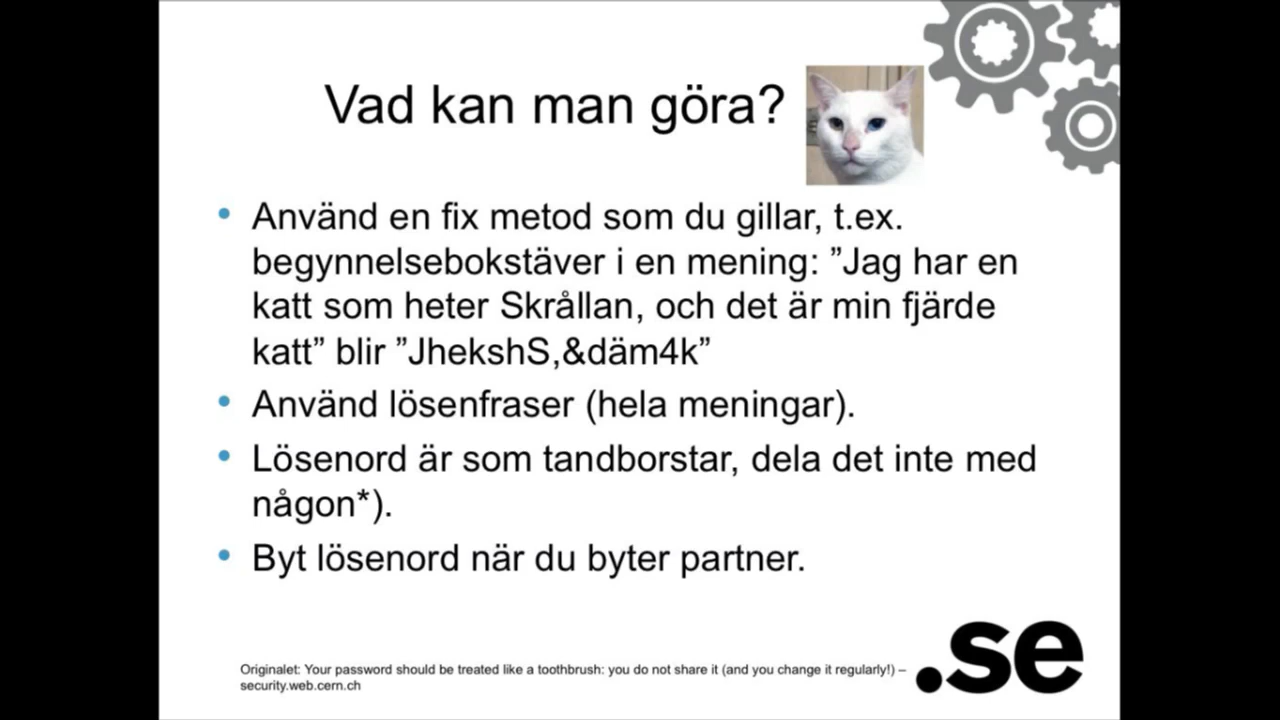 Vad kan man göra?
• Använd en fix metod som du gillar, t.ex.
begynnelsebokstäver i en mening: ”Jag har en
katt som heter Skrållan, och det är min fjärde
katt” blir ”JhekshS,&däm4k”
• Använd lösenfraser (hela meningar).
• Lösenord är som tandborstar, dela det inte med
någon*).
• Byt lösenord när du byter partner.
Originalet: Your password should be treated like a toothbrush: you do not share it (and you change it regularly!) –
security.web.cern.ch
.se